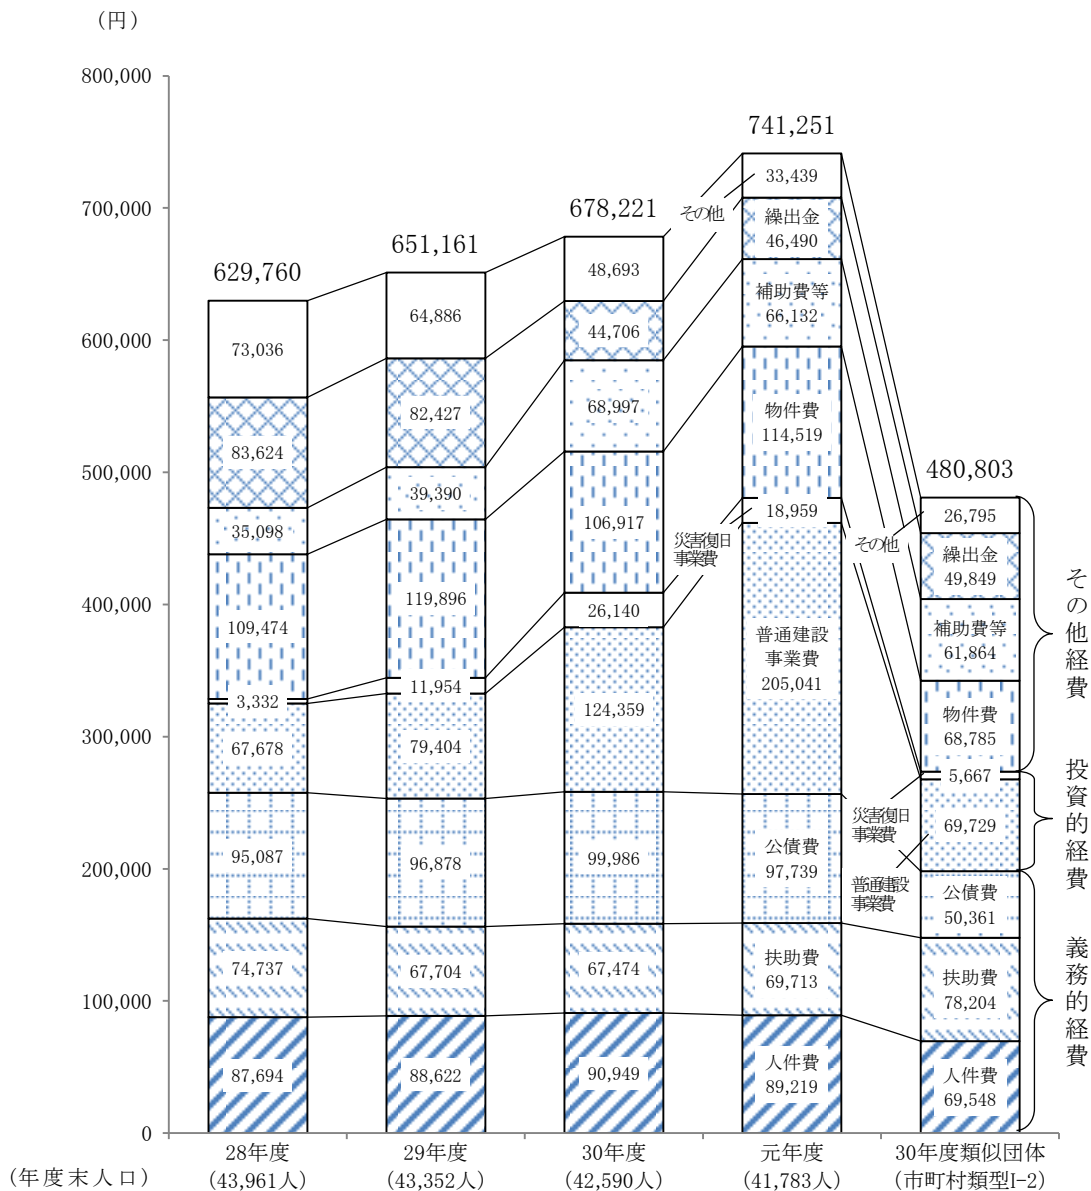 （円）
800,000
700,000
600,000
500,000
400,000
300,000
200,000
100,000
0
629,760
73,036
83,624
35,098
109,474
3,332
67,678
95,087
74,737
87,694
651,161
64,886
82,427
39,390
119,896
11,954
79,404
96,878
67,704
88,622
678,221
48,693
44,706
68,997
106,917
26,140
124,359
99,986
67,474
90,949
その他
災害復旧
事業費
741,251
33,439
繰出金
46,490
補助費等
66,132
物件費
114,519
18,959
普通建設
事業費
205,041
公債費
97,739
扶助費
69,713
人件費
89,219
その他
災害復旧
事業費
普通建設
事業費
480,803
26,795
繰出金
49,849
補助費等
61,864
物件費
68,785
5,667
69,729
公債費
50,361
扶助費
78,204
人件費
69,548
その他経費
投資的経費
義務的経費
28年度
29年度
30年度
元年度
30年度類似団体
（年度末人口）
（43,961人）
（43,352人）
（42,590人）
（41,783人）
（市町村類型Ⅰ-2）